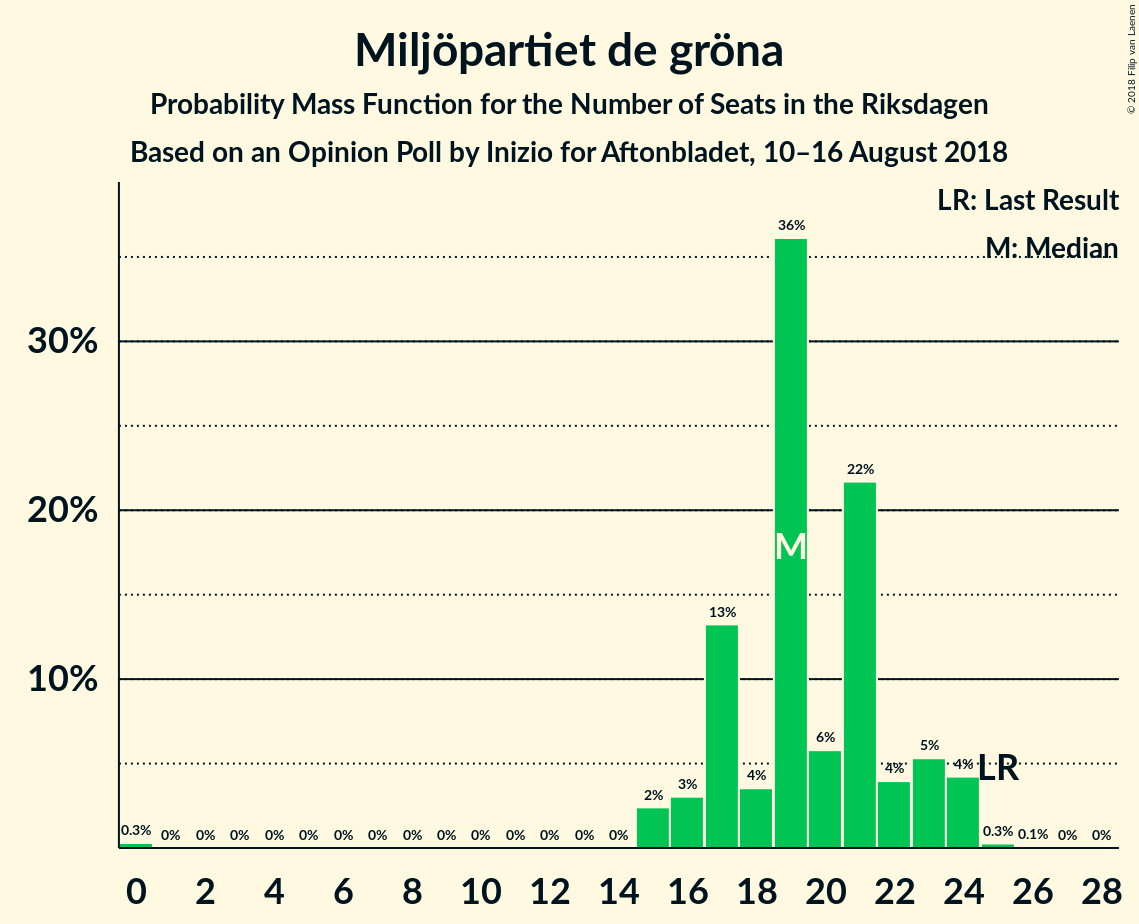 Miljöpartiet de gröna
Probability Mass Function for the Number of Seats in the Riksdagen
Based on an Opinion Poll by Inizio for Aftonbladet, 10–16 August 2018
© 2018 Filip van Laenen
LR: Last Result
M: Median
30%
20%
10%
0.3% 0% 0% 0% 0% 0% 0% 0% 0% 0% 0% 0% 0% 0% 0% 2% 3% 13% 4% 36% 6% 22% 4% 5% 4% 0.3% 0.1% 0% 0%
M
LR
0 2 4 6 8 10 12 14 16 18 20 22 24 26 28